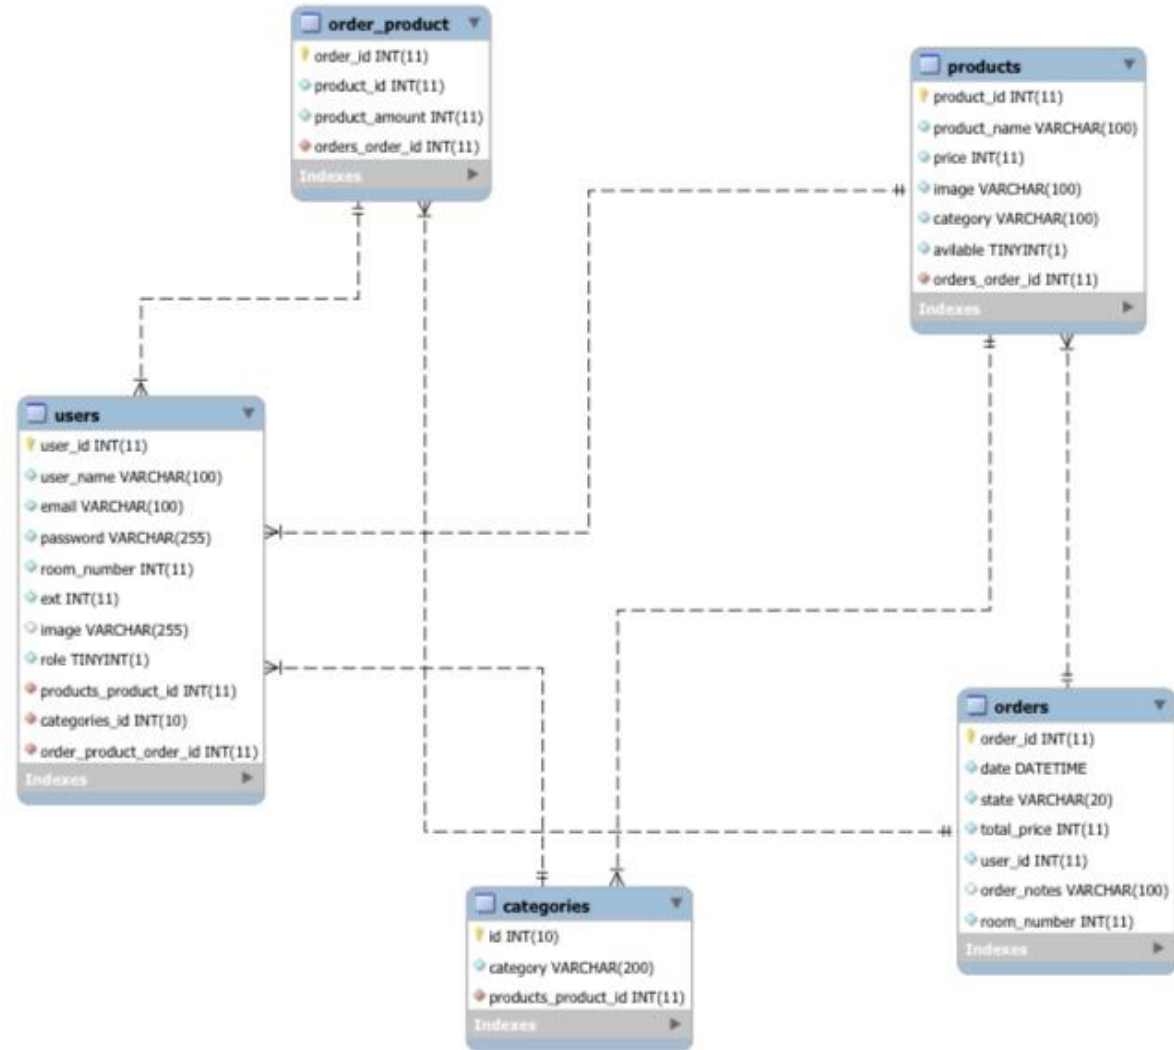 order_product
order_id INT(11)
product_id INT(11)
product_amount INT(11)
orders_order_id INT(11)
Indexes
products
product_id INT(11)
product_name VARCHAR(100)
price INT(11)
image VARCHAR(100)
category VARCHAR(100)
avilable TINYINT(1)
orders_order_id INT(11)
Indexes
users
user_id INT(11)
user_name VARCHAR(100)
email VARCHAR(100)
password VARCHAR(255)
room_number INT(11)
ext INT(11)
image VARCHAR(255)
role TINYINT(1)
products_product_id INT(11)
categories_id INT(10)
order_product_order_id INT(11)
Indexes
orders
order_id INT(11)
date DATETIME
state VARCHAR(20)
total_price INT(11)
user_id INT(11)
order_notes VARCHAR(100)
room_number INT(11)
Indexes
categories
id INT(10)
category VARCHAR(200)
products_product_id INT(11)
Indexes